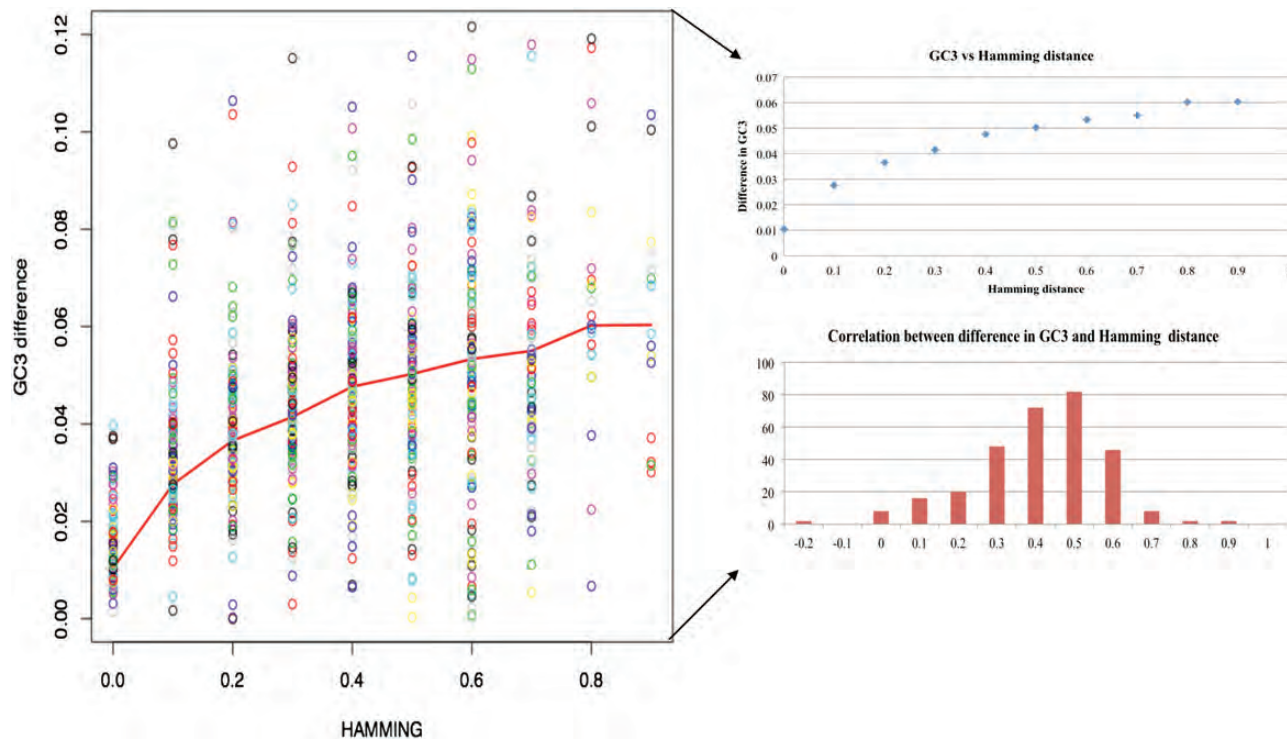 0.12
0.10
0.08
0.06
0.04
0.02
0.00
GC3 difference
0.0 0.2 0.4 0.6 0.8
HAMMING
GC3 vs Hamming distance
0.07
0.06
0.05
0.04
0.03
0.02
0.01
0
Difference in GC3
0 0.1 0.2 0.3 0.4 0.5 0.6 0.7 0.8 0.9
Hamming distance
Correlation between difference in GC3 and Hamming distance
100
80
60
40
20
0
-0.2 -0.1 0 0.1 0.2 0.3 0.4 0.5 0.6 0.7 0.8 0.9 1